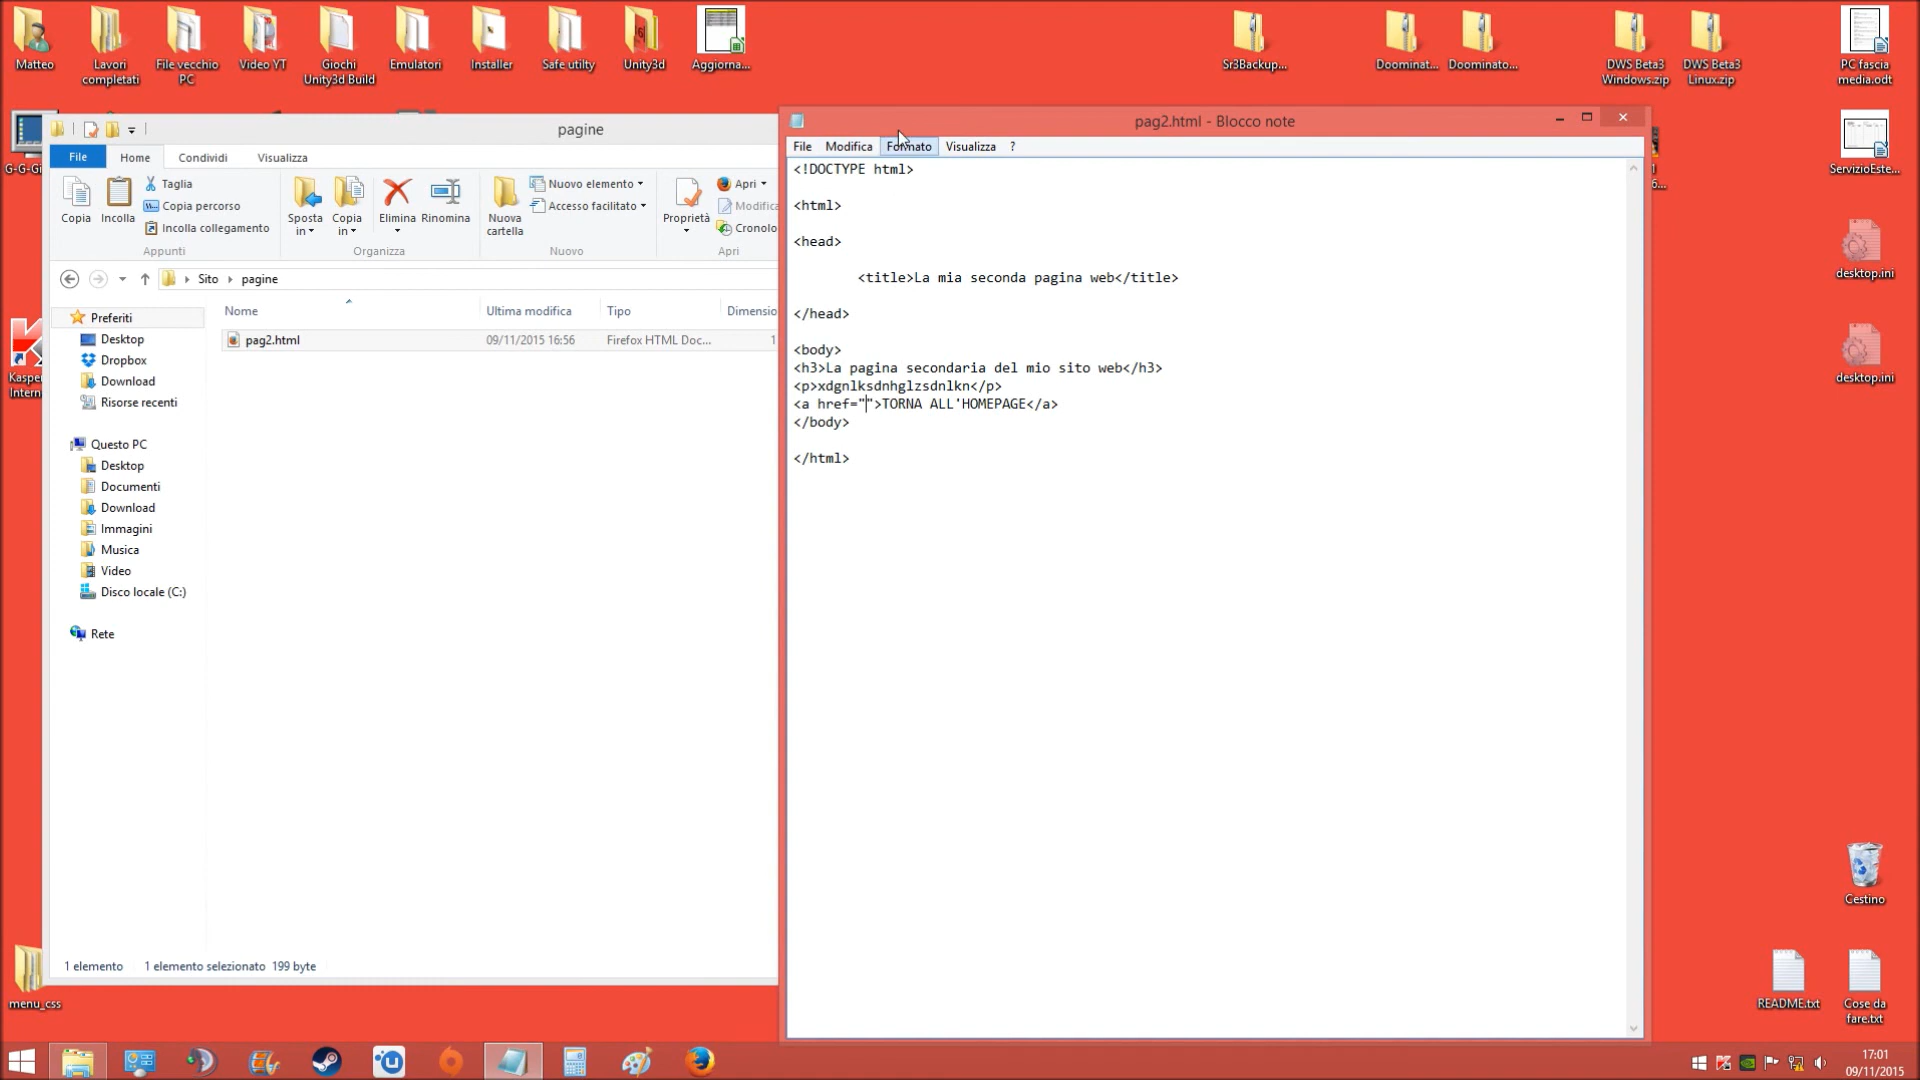 Matteo
Lavori completati
File vecchio PC
Video YT
Giochi Unity3d Build
Emulatori
Installer
Safe utilty
Unity3d
Aggiorna...
Sr3Backup...
Doominat...
Doominato...
DWS Beta3 Windows.zip
DWS Beta3 Linux.zip
PC fascia media.odt
ServizioEste...
desktop.ini
desktop.ini
Cestino
README.txt
Cose da fare.txt
menu_css
G-G-Gi
Kaspe
Intern
pagine
File
Home
Condividi
Visualizza
Copia
Incolla
Taglia
Copia percorso
Incolla collegamento
Appunti
Sposta in
Copia in
Elimina
Rinomina
Organizza
Nuova cartella
Nuovo elemento
Accesso facilitato
Nuovo
Proprietà
Apri
Modifica
Cronolo
Apri
Sito
pagine
Nome
Ultima modifica
Tipo
Dimensio
pag2.html
09/11/2015 16:56
Firefox HTML Doc...
1
Preferiti
Desktop
Dropbox
Download
Risorse recenti
Questo PC
Desktop
Documenti
Download
Immagini
Musica
Video
Disco locale (C:)
Rete
1 elemento
1 elemento selezionato 199 byte
pag2.html - Blocco note
File
Modifica
Formato
Visualizza
?
<!DOCTYPE html>
<html>
<head>
<title>La mia seconda pagina web</title>
</head>
<body>
<h3>La pagina secondaria del mio sito web</h3>
<p>xdgnlksdnhglzsdnlkn</p>
<a href="">TORNA ALL'HOMEPAGE</a>
</body>
</html>
17:01
09/11/2015